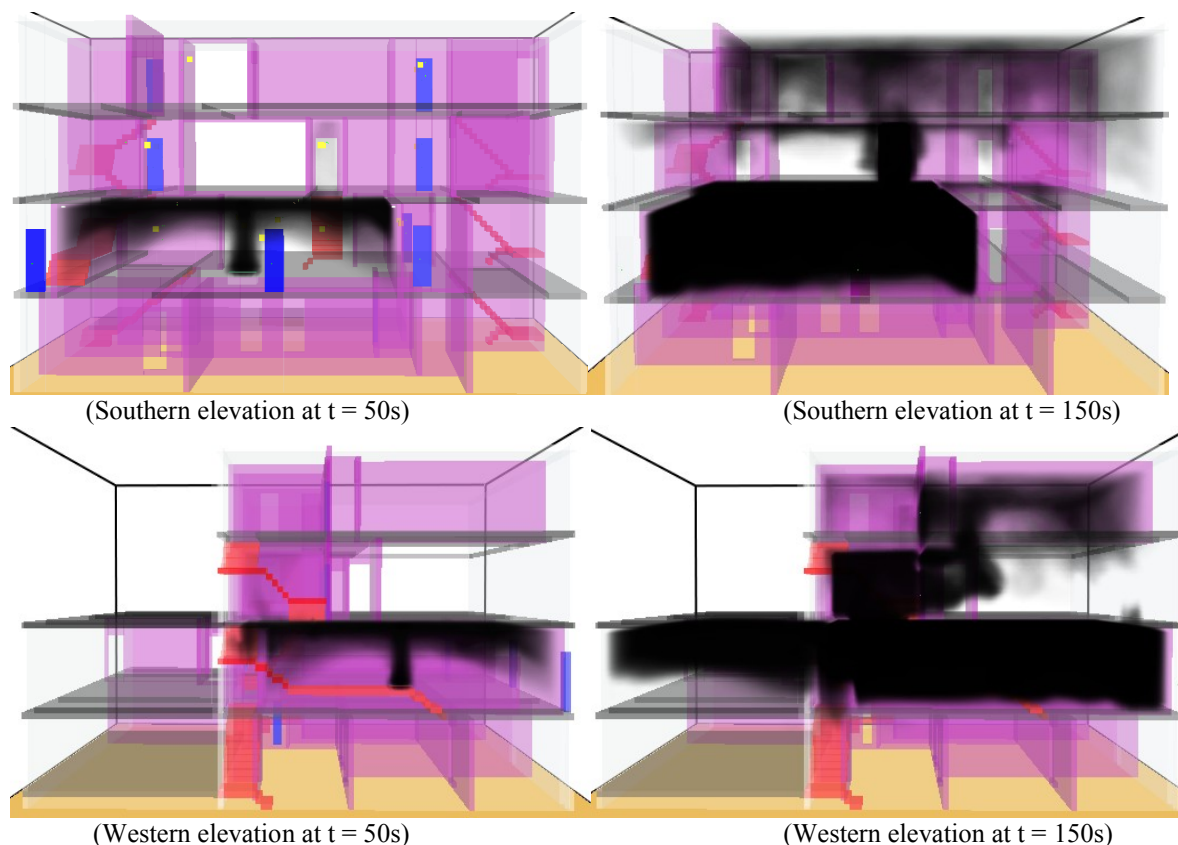 (Southern elevation at t = 50s)
(Southern elevation at t = 150s)
(Western elevation at t = 50s)
(Western elevation at t = 150s)